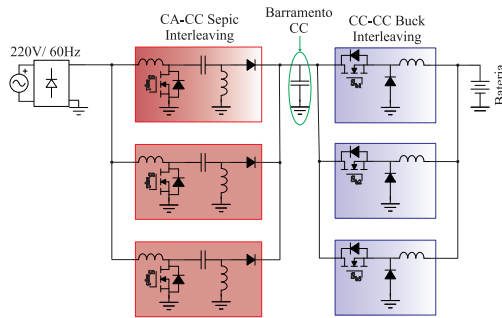 CA-CC Sepic
Interleaving
Barramento
CC
CC-CC Buck
Interleaving
220V/ 60Hz
Bateria